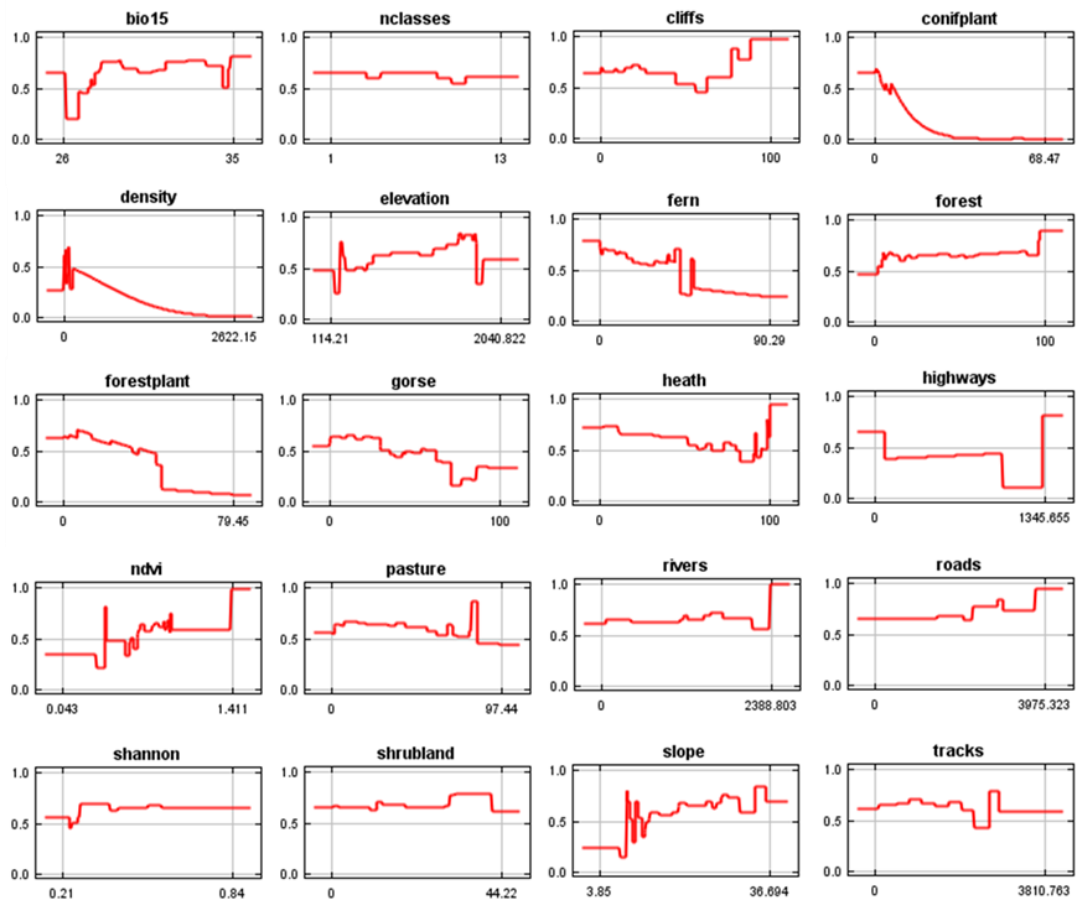 bio15 nclasses cliffs conifplant
1.0 1.0 1.0 1.0
0.5 0.5 0.5 0.5
0.0 0.0 0.0 0.0
26 35 1 13 0 100 0 68.47
density elevation fern forest
1.0 1.0 1.0 1.0
0.5 0.5 0.5 0.5
0.0 0.0 0.0 0.0
0 2622.15 114.21 2040.822 0 90.29 0 100
forestplant gorse heath highways
1.0 1.0 1.0 1.0
0.5 0.5 0.5 0.5
0.0 0.0 0.0 0.0
0 79.45 0 100 0 100 0 1345.655
ndvi pasture rivers roads
1.0 1.0 1.0 1.0
0.5 0.5 0.5 0.5
0.0 0.0 0.0 0.0
0.043 1.411 0 97.44 0 2388.803 0 3975.323
shannon shrubland slope tracks
1.0 1.0 1.0 1.0
0.5 0.5 0.5 0.5
0.0 0.0 0.0 0.0
0.21 0.84 0 44.22 3.85 36.694 0 3810.763